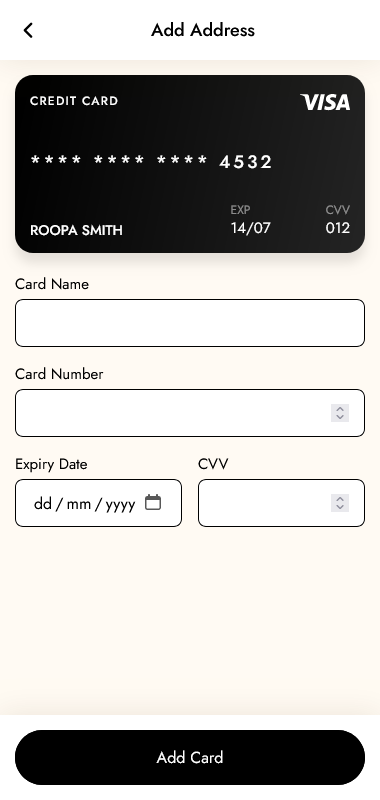 Add Address
CREDIT CARD VISA
**** **** **** 4532
EXP CVV
ROOPA SMITH 14/07 012
Card Name
Card Number
Expiry Date CVV
dd / mm / yyyy
Add Card